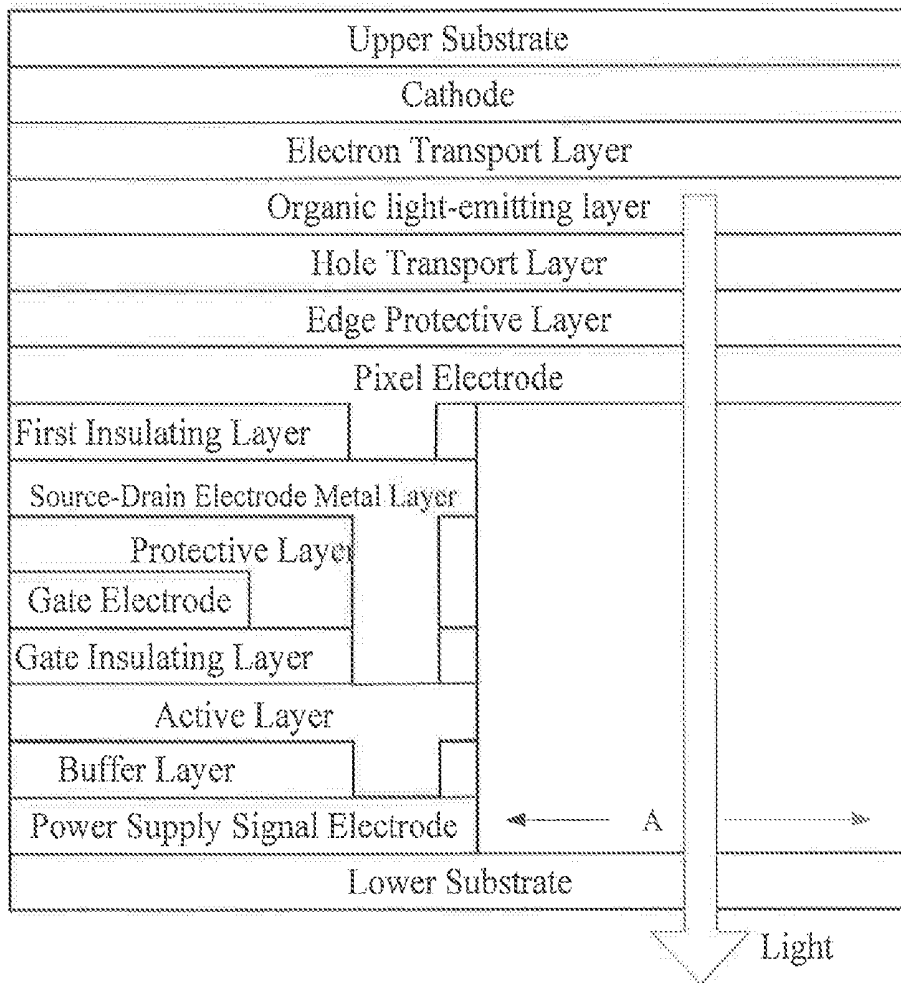 Upper Substrate
Cathode
Electron Transport Layer
Organic light-emitting layer
Hole Transport Layer
Edge Protective Layer
Pixel Electrode
First Insulating Layer
Source-Drain Electrode Metal Layer
Protective Layer
Gate Electrode
Gate Insulating Layer
Active Layer
Buffer Layer
Power Supply Signal Electrode
A
Lower Substrate
Light